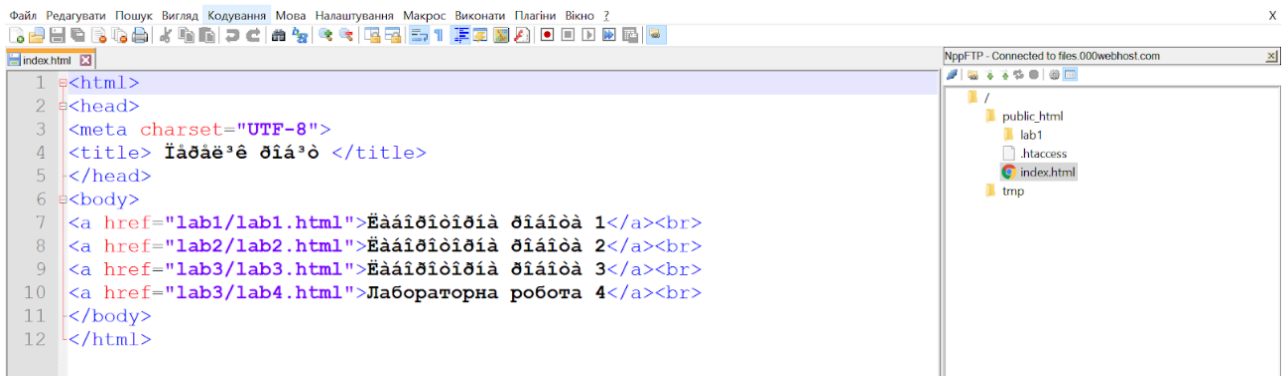 Файл Редагувати Пошук Вигляд Кодування Мова Налаштування Макрос Виконати Плагіни Вікно ? X
index.html
NppFTP - Connected to files.000webhost.com
1 <html>
2 <head>
3 <meta charset="UTF-8">
4 <title> Ïåðåë³ê ðîá³ò </title>
5 </head>
6 <body>
7 <a href="lab1/lab1.html">Ëàáîðîòîðíà ðîáîòà 1</a><br>
8 <a href="lab2/lab2.html">Ëàáîðîòîðíà ðîáîòà 2</a><br>
9 <a href="lab3/lab3.html">Ëàáîðîòîðíà ðîáîòà 3</a><br>
10 <a href="lab3/lab4.html">Лабораторна робота 4</a><br>
11 </body>
12 </html>
/
public_html
lab1
.htaccess
index.html
tmp